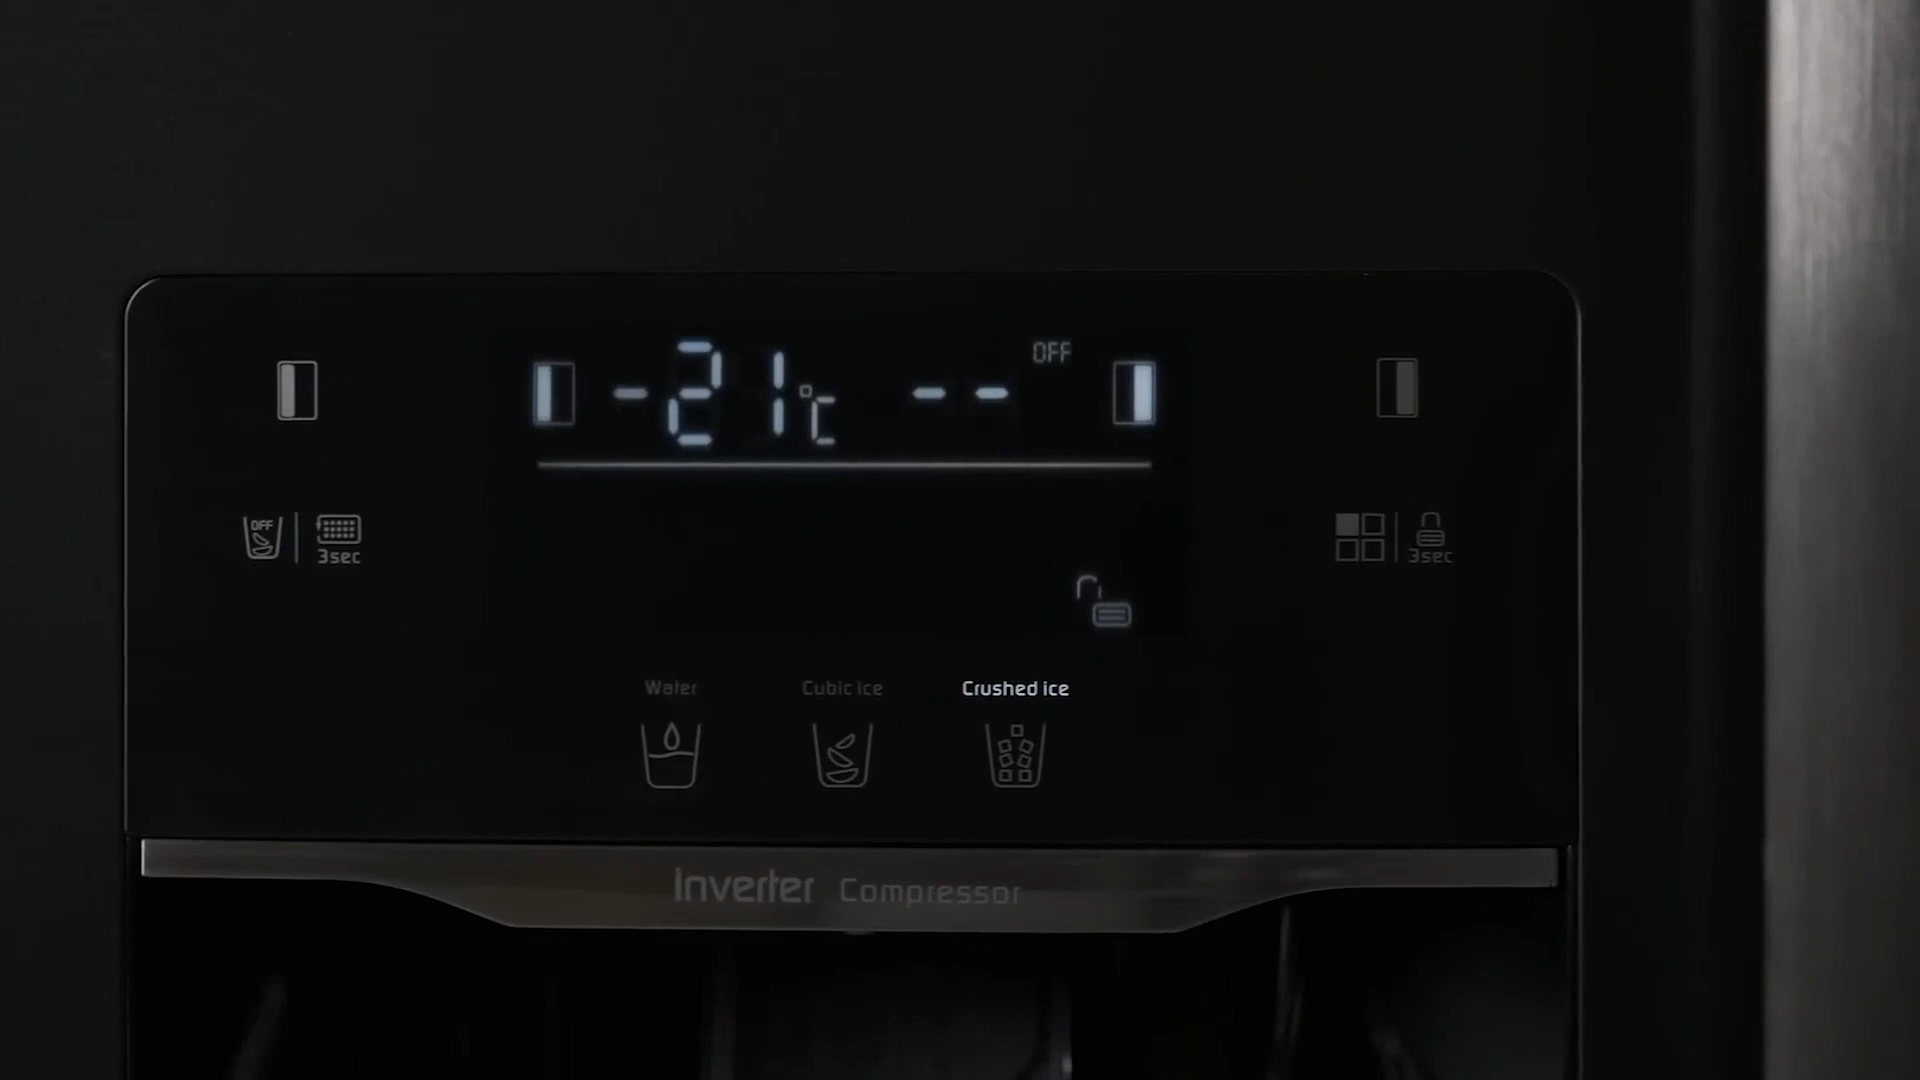 -21°C -- OFF
OFF 3sec
3sec
Water Cubic ice Crushed ice
Inverter Compressor